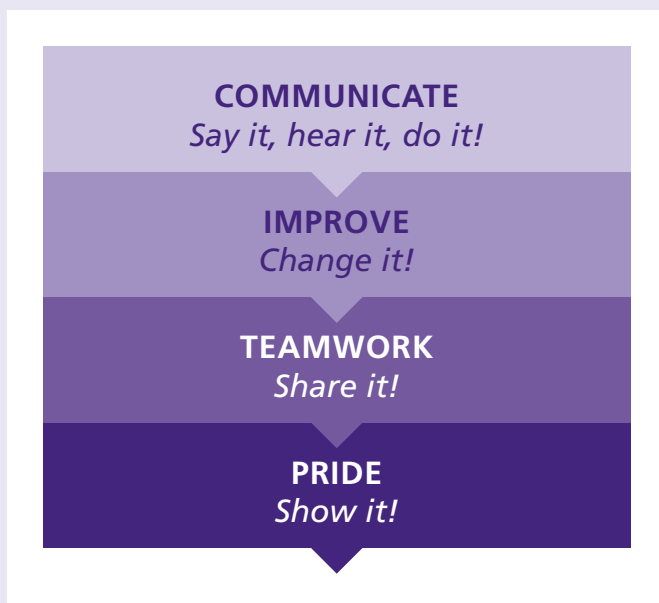 COMMUNICATE
Say it, hear it, do it!
IMPROVE
Change it!
TEAMWORK
Share it!
PRIDE
Show it!